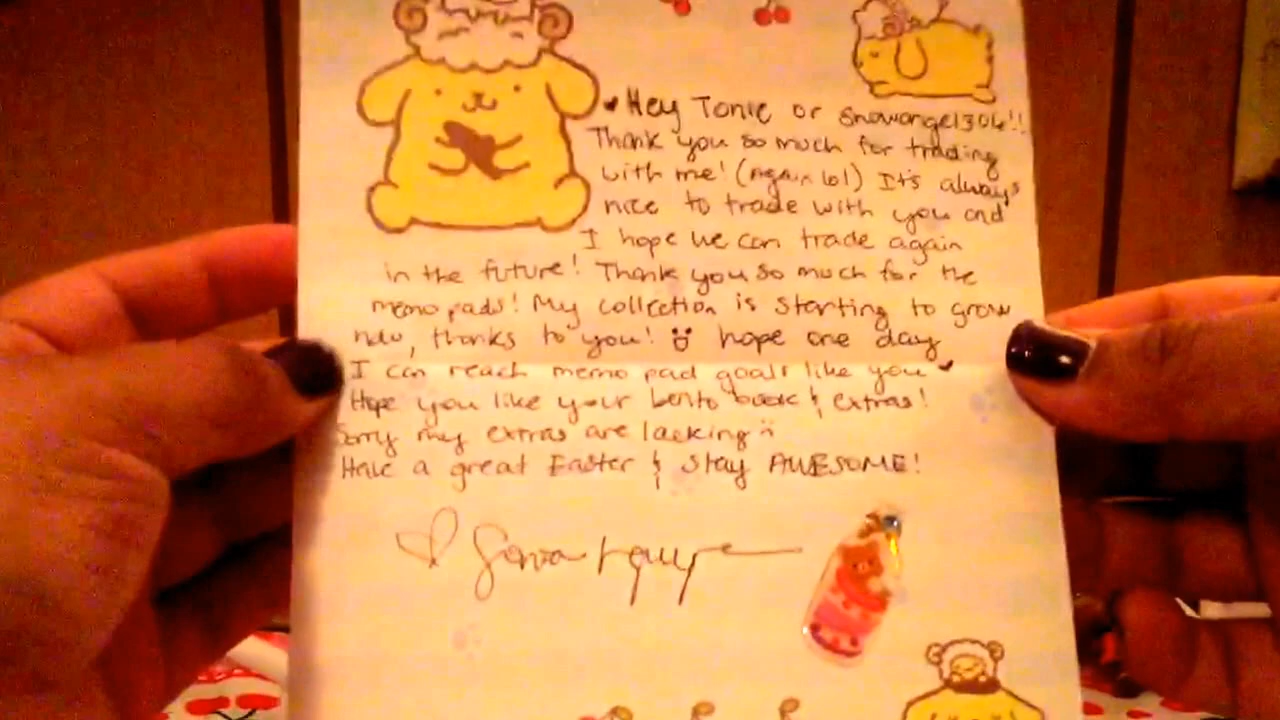 ♥ Hey Tonie or Snowangel306!!
Thank you so much for trading
with me! (Again lol) It's always
nice to trade with you and
I hope we can trade again
in the future! Thank you so much for the
memo pads! My collection is starting to grow
now, thanks to you! hope one day
I can reach memo pad goals like you ♥
Hope you like your bento book & extras!
Sorry my extras are lacking :(
Have a great Easter & stay AWESOME!
♡ Sonia